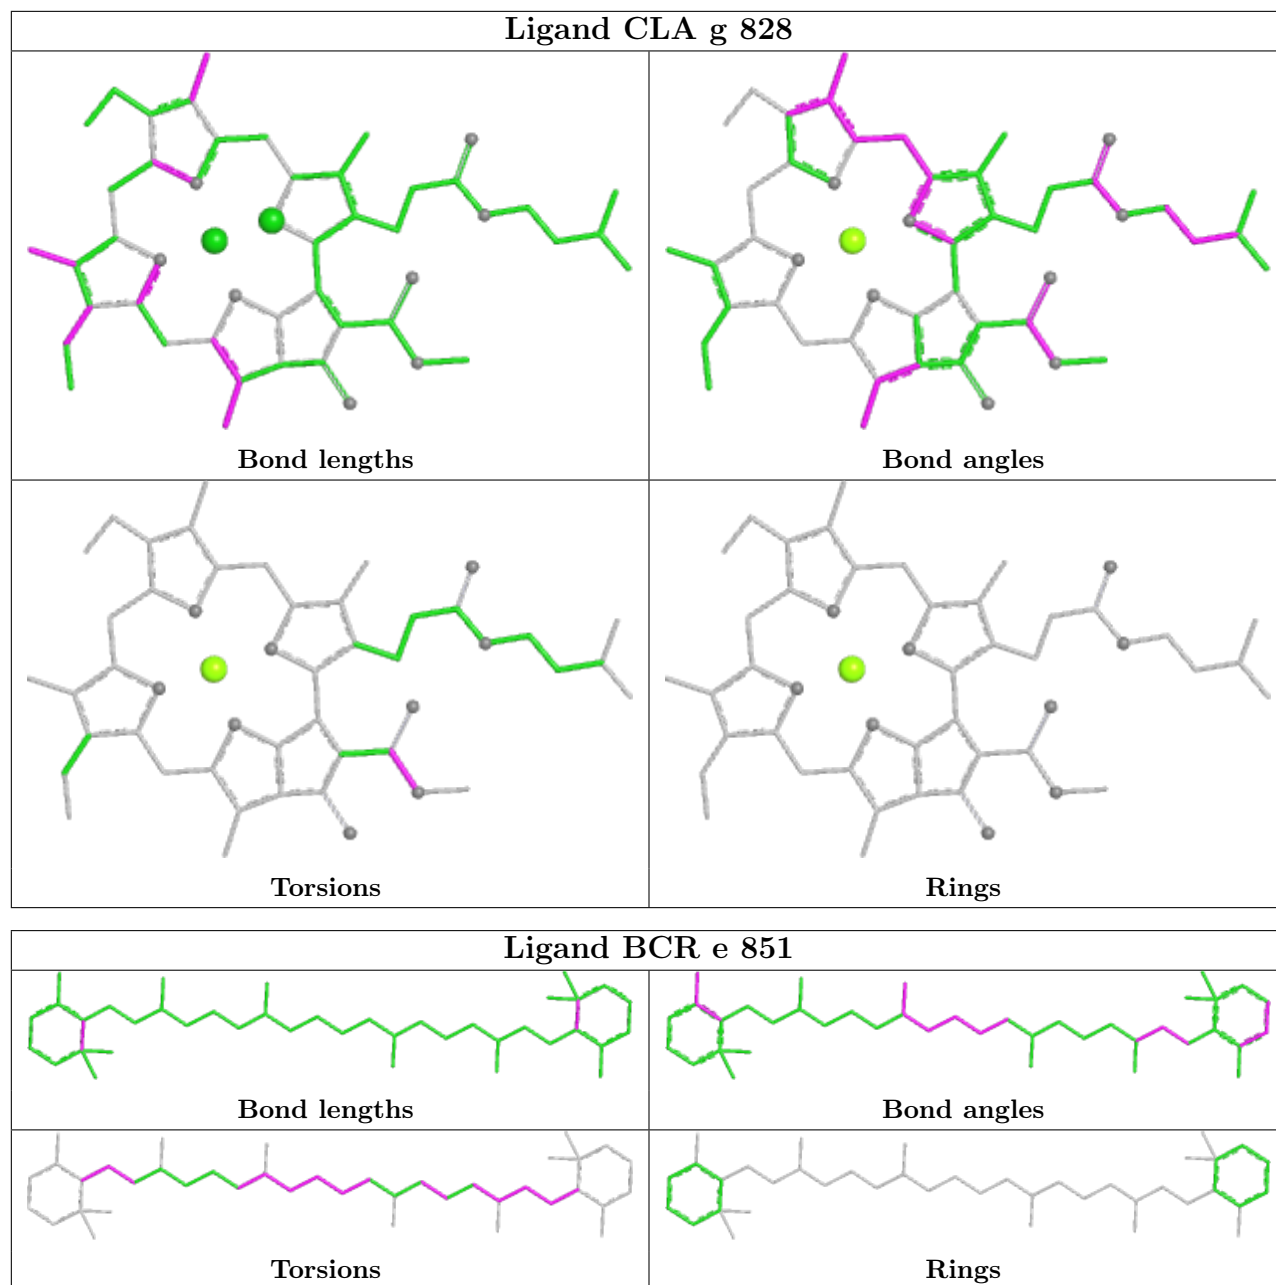 Ligand CLA g 828
Bond lengths
Bond angles
Torsions
Rings
Ligand BCR e 851
Bond lengths
Bond angles
Torsions
Rings